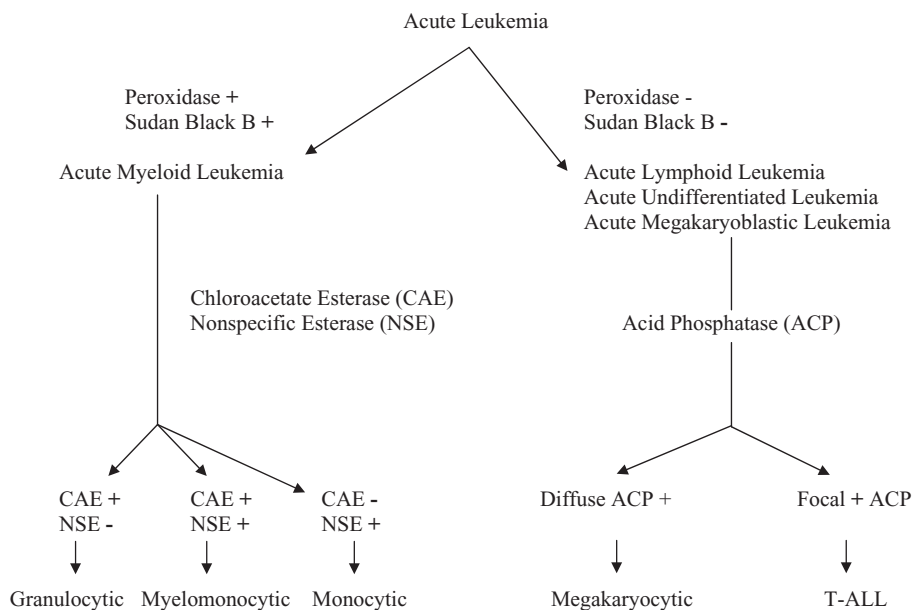 Acute Leukemia
Peroxidase +
Sudan Black B +
Peroxidase -
Sudan Black B -
Acute Myeloid Leukemia
Acute Lymphoid Leukemia
Acute Undifferentiated Leukemia
Acute Megakaryoblastic Leukemia
Chloroacetate Esterase (CAE)
Nonspecific Esterase (NSE)
Acid Phosphatase (ACP)
CAE +
NSE -
CAE +
NSE +
CAE -
NSE +
Diffuse ACP +
Focal + ACP
Granulocytic
Myelomonocytic
Monocytic
Megakaryocytic
T-ALL